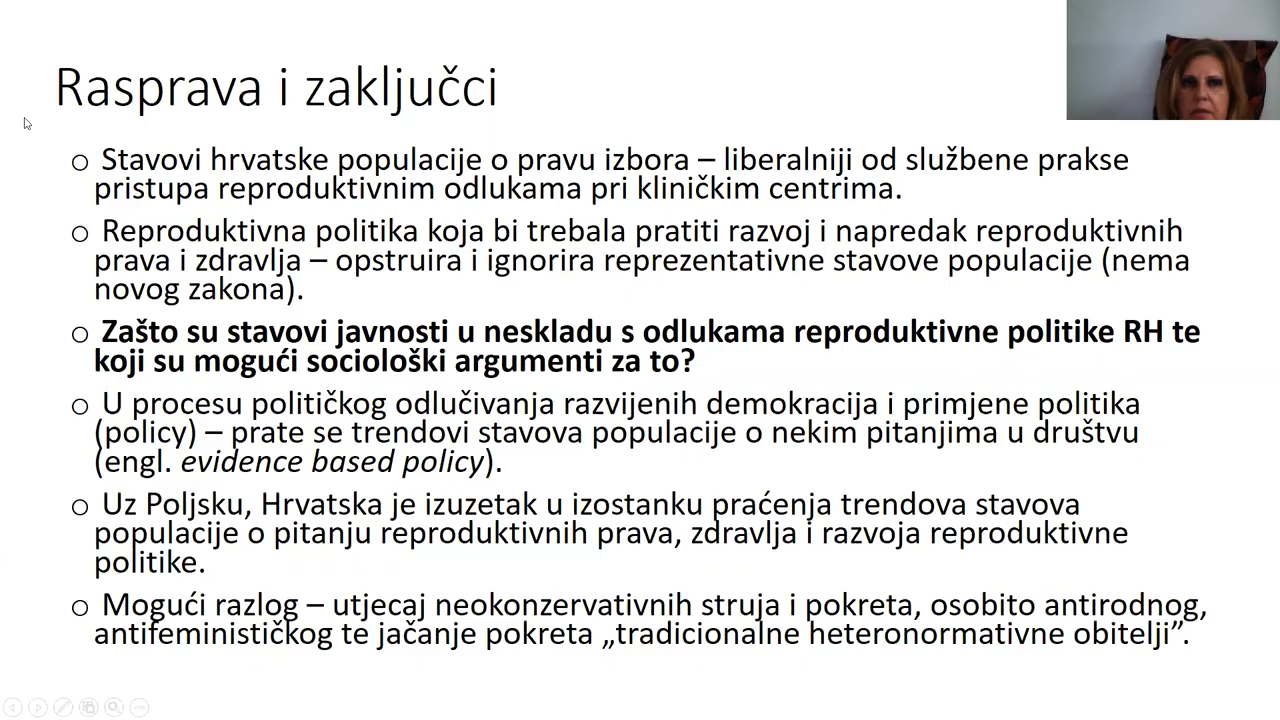 Rasprava i zaključci
o Stavovi hrvatske populacije o pravu izbora – liberalniji od službene prakse
pristupa reproduktivnim odlukama pri kliničkim centrima.
o Reproduktivna politika koja bi trebala pratiti razvoj i napredak reproduktivnih
prava i zdravlja – opstruira i ignorira reprezentativne stavove populacije (nema
novog zakona).
o Zašto su stavovi javnosti u neskladu s odlukama reproduktivne politike RH te
koji su mogući sociološki argumenti za to?
o U procesu političkog odlučivanja razvijenih demokracija i primjene politika
(policy) – prate se trendovi stavova populacije o nekim pitanjima u društvu
(engl. evidence based policy).
o Uz Poljsku, Hrvatska je izuzetak u izostanku praćenja trendova stavova
populacije o pitanju reproduktivnih prava, zdravlja i razvoja reproduktivne
politike.
o Mogući razlog – utjecaj neokonzervativnih struja i pokreta, osobito antirodnog,
antifeminističkog te jačanje pokreta „tradicionalne heteronormativne obitelji”.